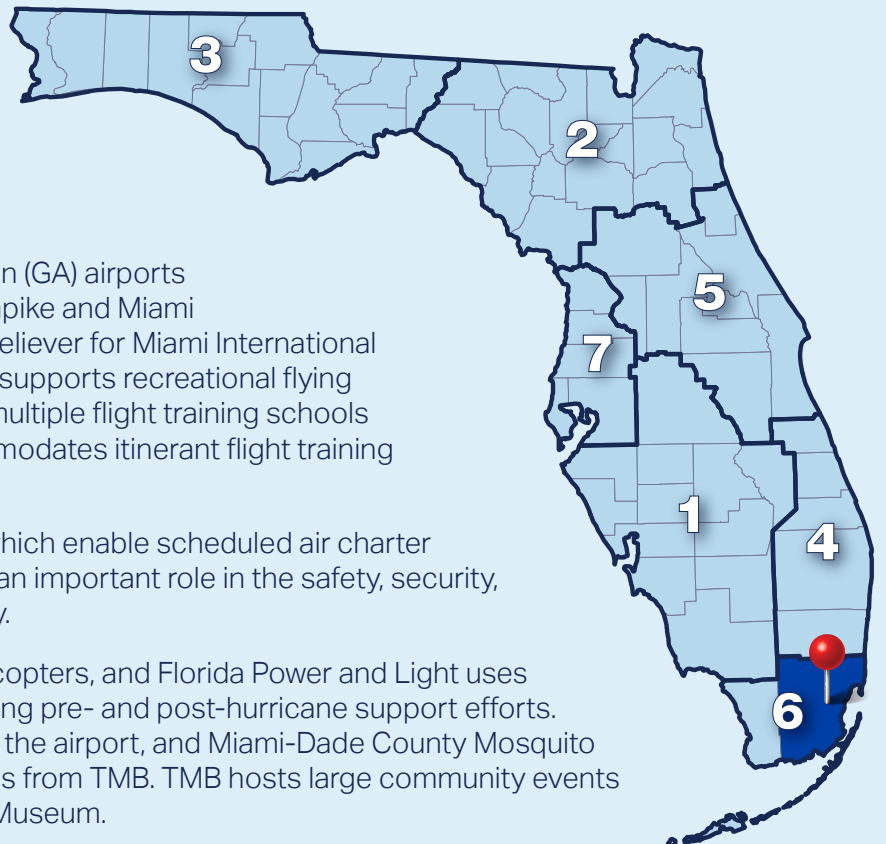 3
2
5
7
1
4
6
n (GA) airports
pike and Miami
eliever for Miami International
supports recreational flying
multiple flight training schools
modates itinerant flight training
which enable scheduled air charter
an important role in the safety, security,
y.
copters, and Florida Power and Light uses
ng pre- and post-hurricane support efforts.
the airport, and Miami-Dade County Mosquito
s from TMB. TMB hosts large community events
Museum.